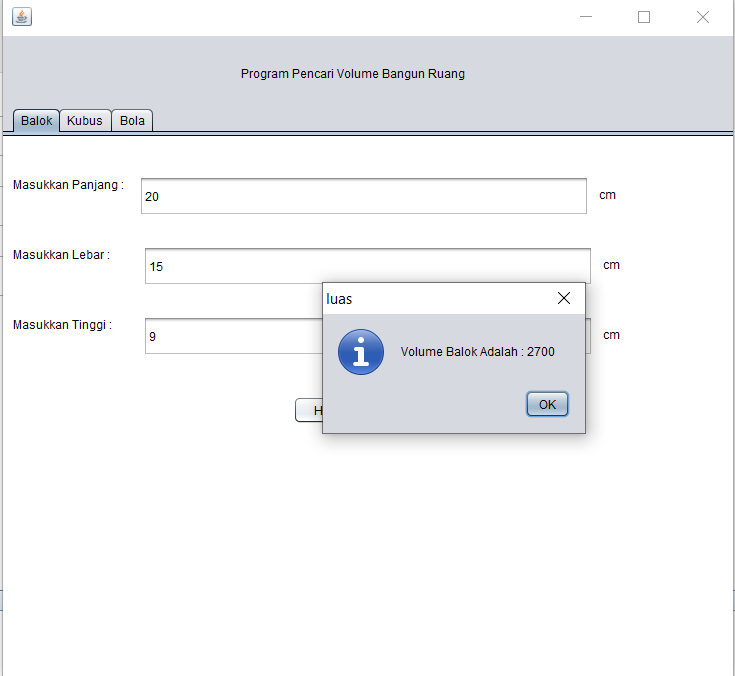 Program Pencari Volume Bangun Ruang
Balok Kubus Bola
Masukkan Panjang : 20 cm
Masukkan Lebar : 15 cm
luas
Masukkan Tinggi : 9 cm
Volume Balok Adalah : 2700
OK